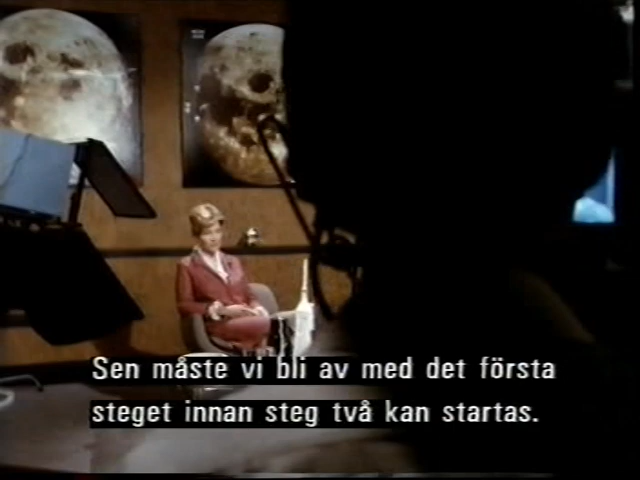 Sen måste vi bli av med det första
steget innan steg två kan startas.